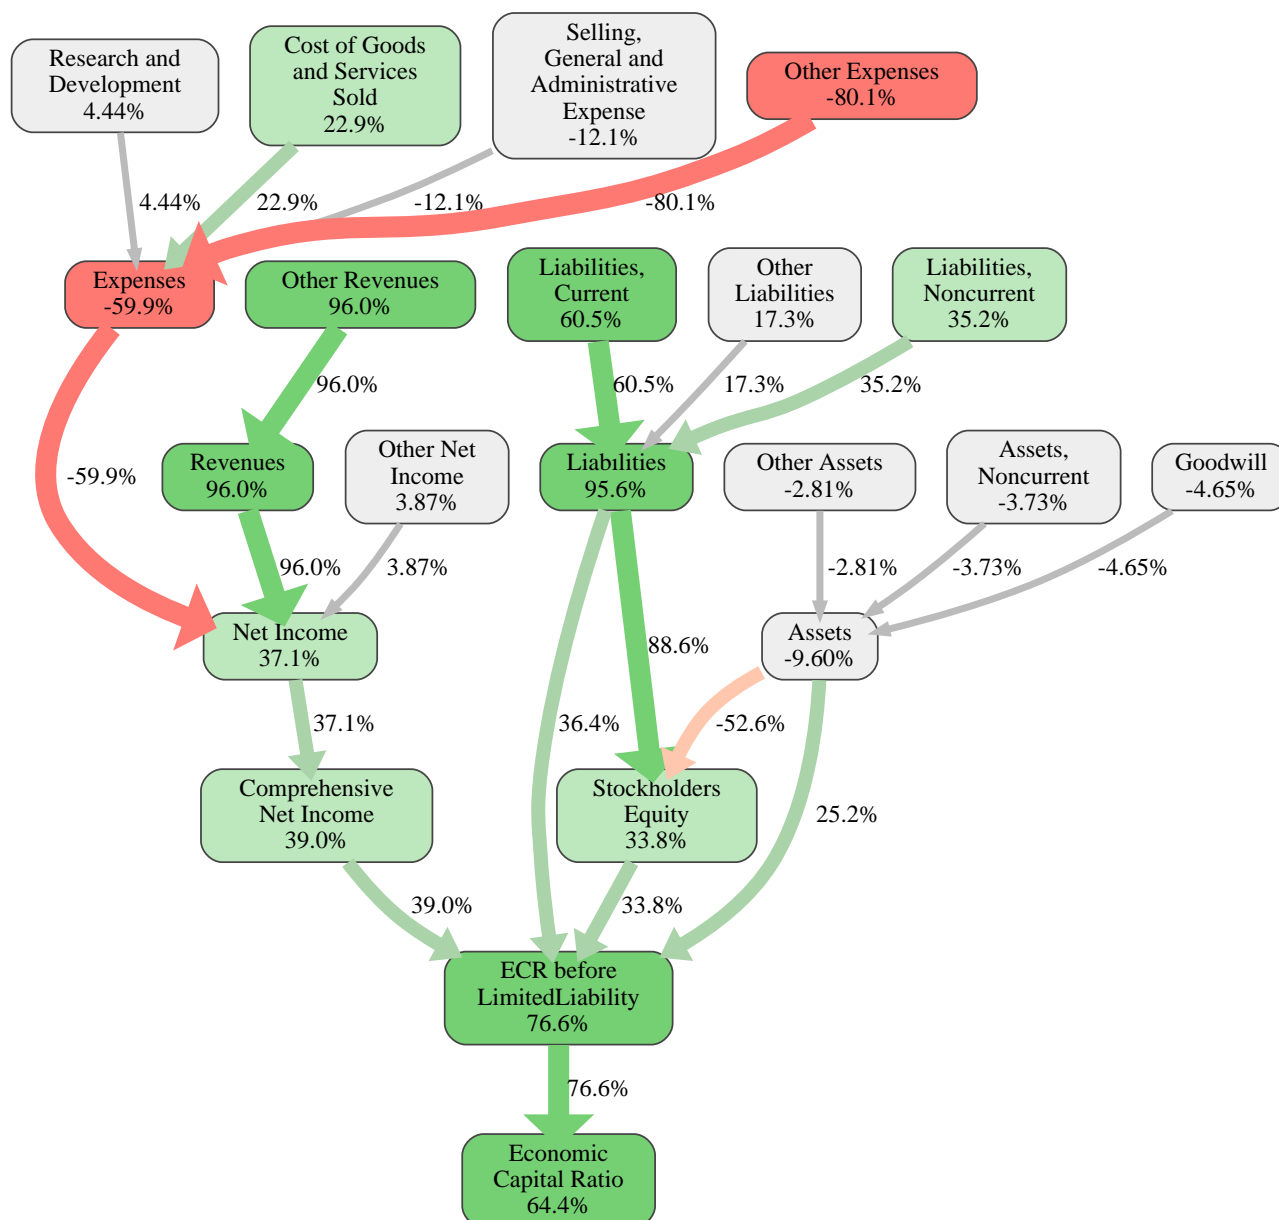 Research and
Development
4.44%
Cost of Goods
and Services
Sold
22.9%
Selling,
General and
Administrative
Expense
-12.1%
Other Expenses
-80.1%
4.44%
22.9%
-12.1%
-80.1%
Expenses
-59.9%
Other Revenues
96.0%
Liabilities,
Current
60.5%
Other
Liabilities
17.3%
Liabilities,
Noncurrent
35.2%
96.0%
60.5%
17.3%
35.2%
-59.9%
Revenues
96.0%
Other Net
Income
3.87%
Liabilities
95.6%
Other Assets
-2.81%
Assets,
Noncurrent
-3.73%
Goodwill
-4.65%
96.0%
3.87%
-2.81%
-3.73%
-4.65%
Net Income
37.1%
88.6%
Assets
-9.60%
37.1%
36.4%
-52.6%
Comprehensive
Net Income
39.0%
Stockholders
Equity
33.8%
25.2%
39.0%
33.8%
ECR before
LimitedLiability
76.6%
76.6%
Economic
Capital Ratio
64.4%